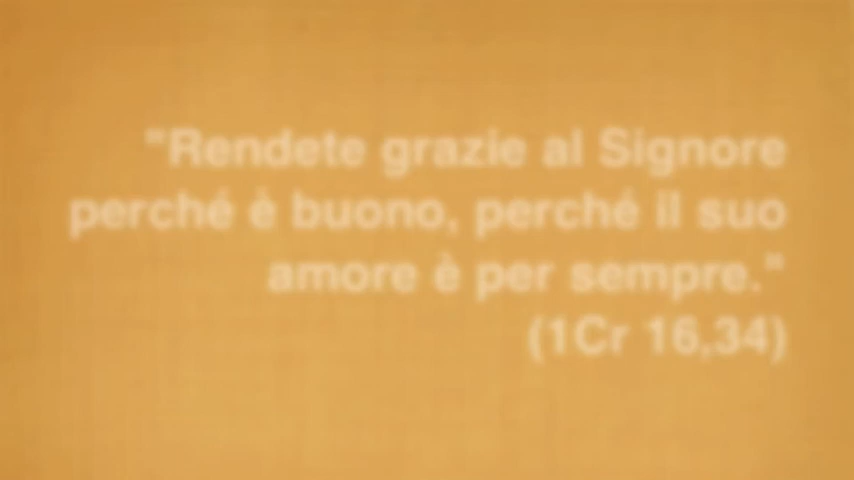 "Rendete grazie al Signore
perché è buono, perché il suo
amore è per sempre."
(1Cr 16,34)